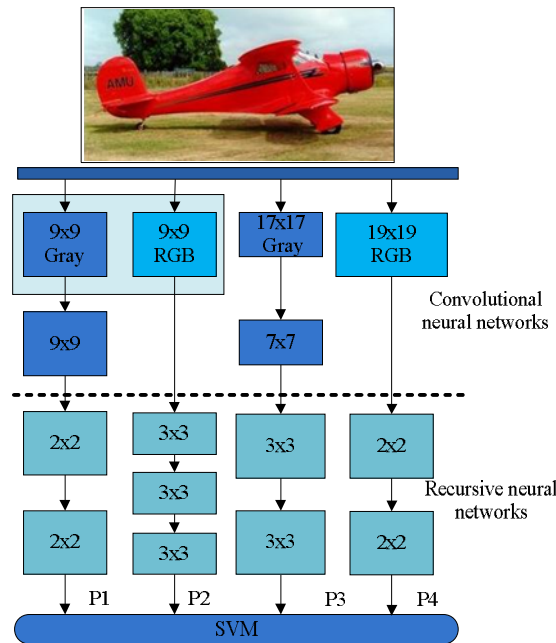 AMU
9x9
Gray
9x9
RGB
17x17
Gray
19x19
RGB
Convolutional
neural networks
9x9
7x7
2x2
3x3
3x3
2x2
3x3
Recursive neural
networks
2x2
3x3
3x3
2x2
P1
P2
P3
P4
SVM